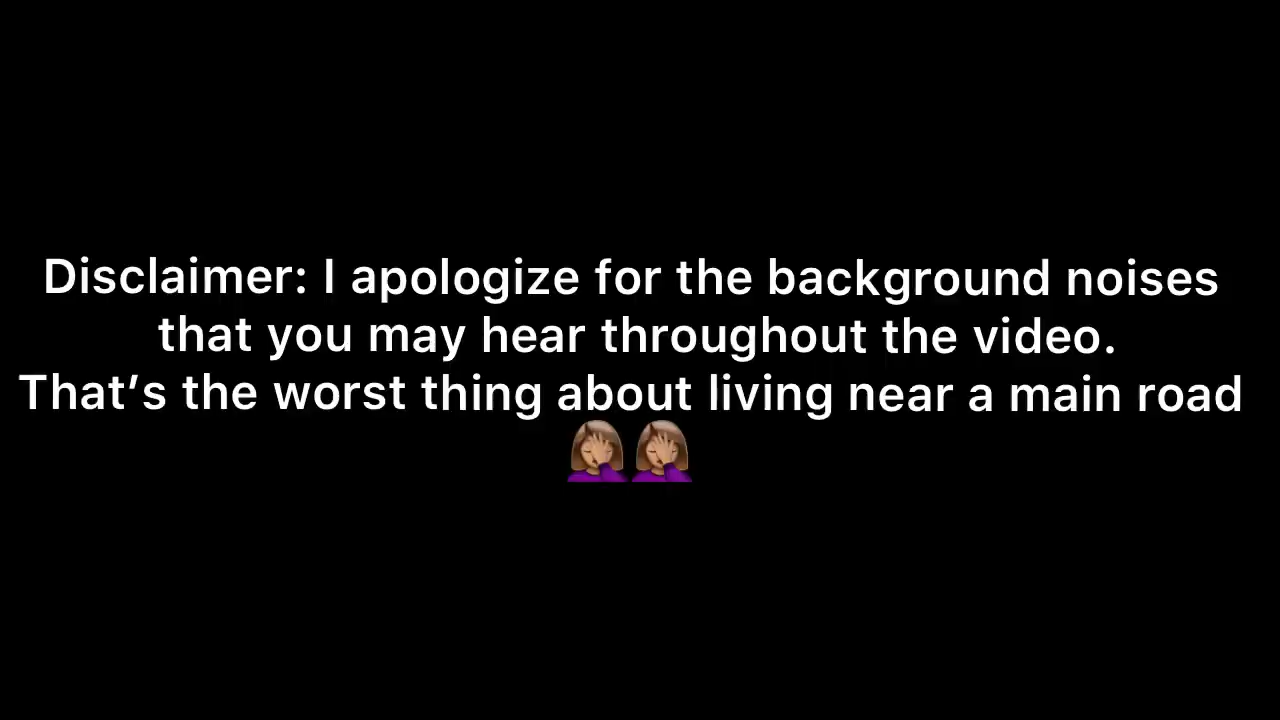 Disclaimer: I apologize for the background noises
that you may hear throughout the video.
That’s the worst thing about living near a main road
🤦🏽‍♀️🤦🏽‍♀️